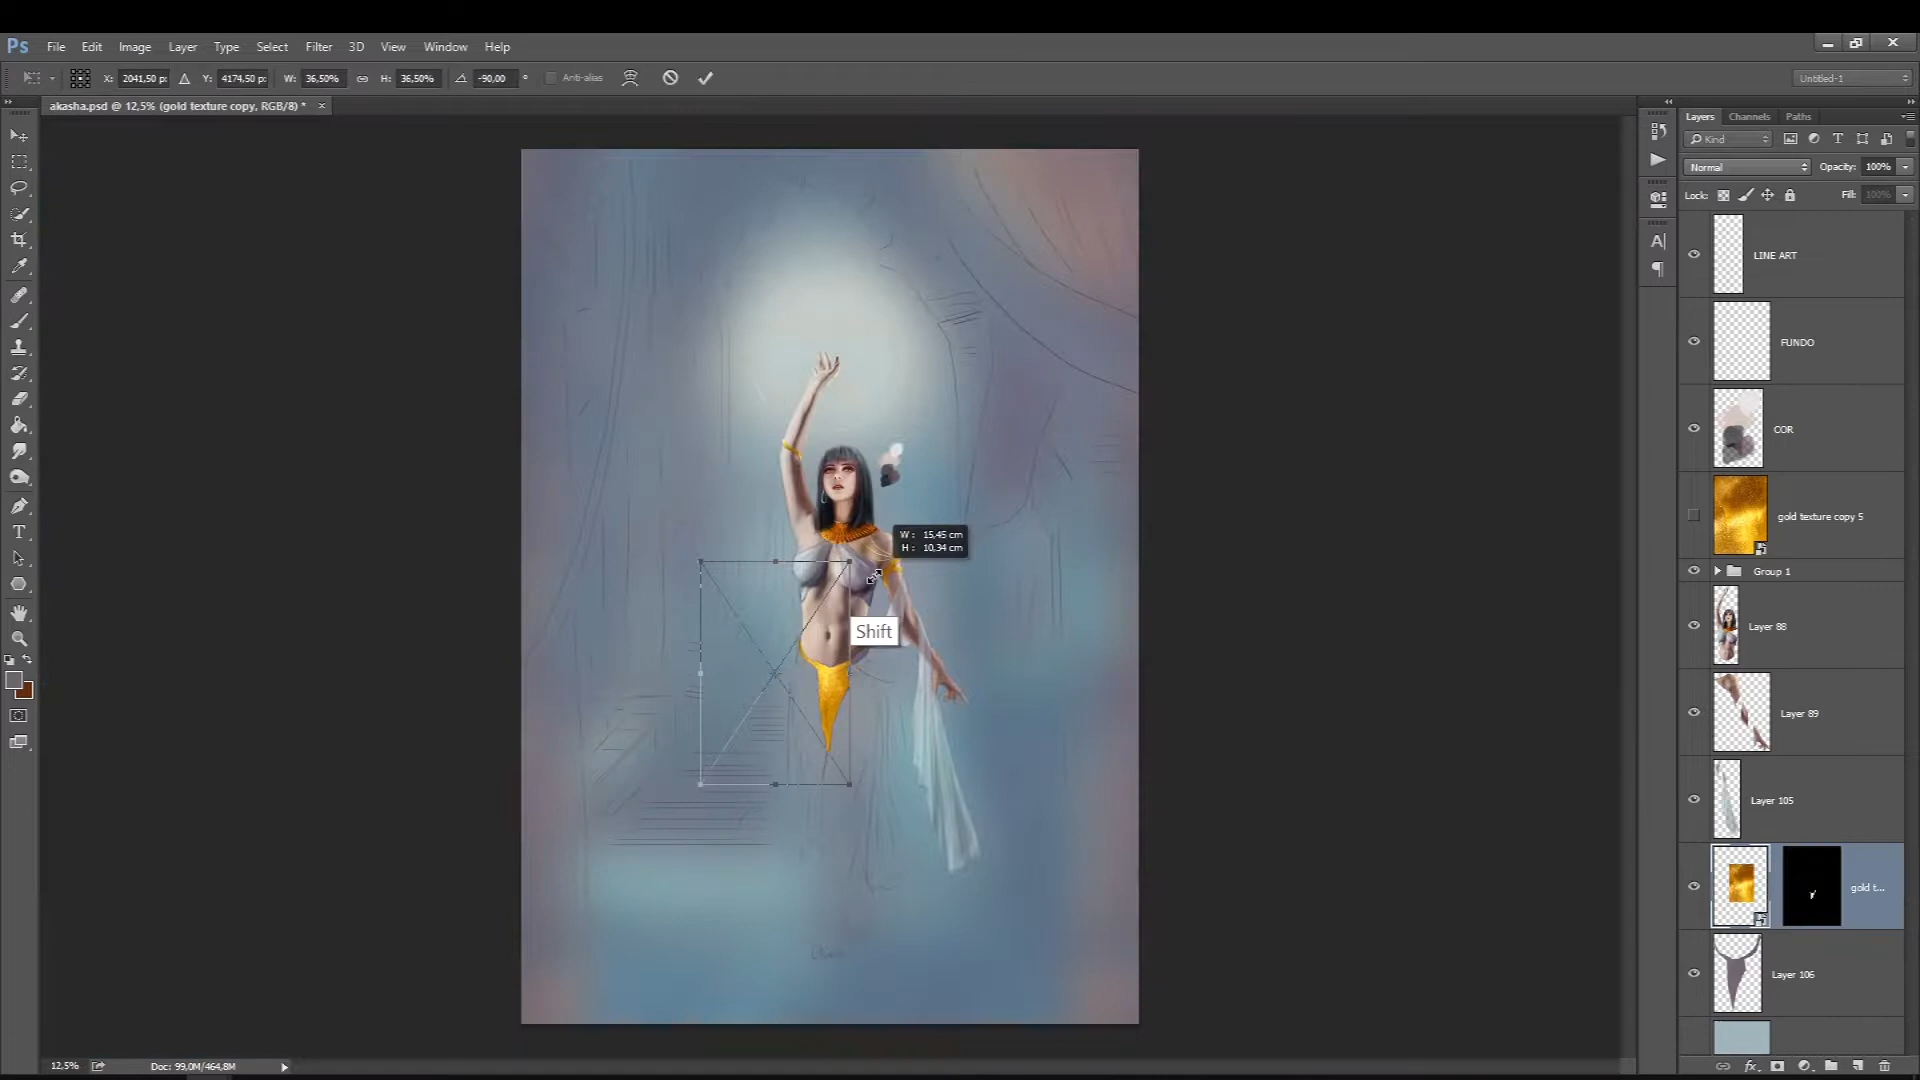 Ps File Edit Image Layer Type Select Filter 3D View Window Help
X: 2041,50 p: Y: 4174,50 p: W: 36,50% H: 36,50% -90,00 ° Anti-alias Untitled-1
akasha.psd @ 12,5% (gold texture copy, RGB/8) * ×
Layers Channels Paths
Kind
Normal Opacity: 100%
Lock: Fill: 100%
LINE ART
FUNDO
COR
gold texture copy 5
Group 1
W: 15,45 cm
H: 10,34 cm
Shift
Layer 88
Layer 89
Layer 105
gold t...
Layer 106
12,5% Doc: 99,0M/464,8M